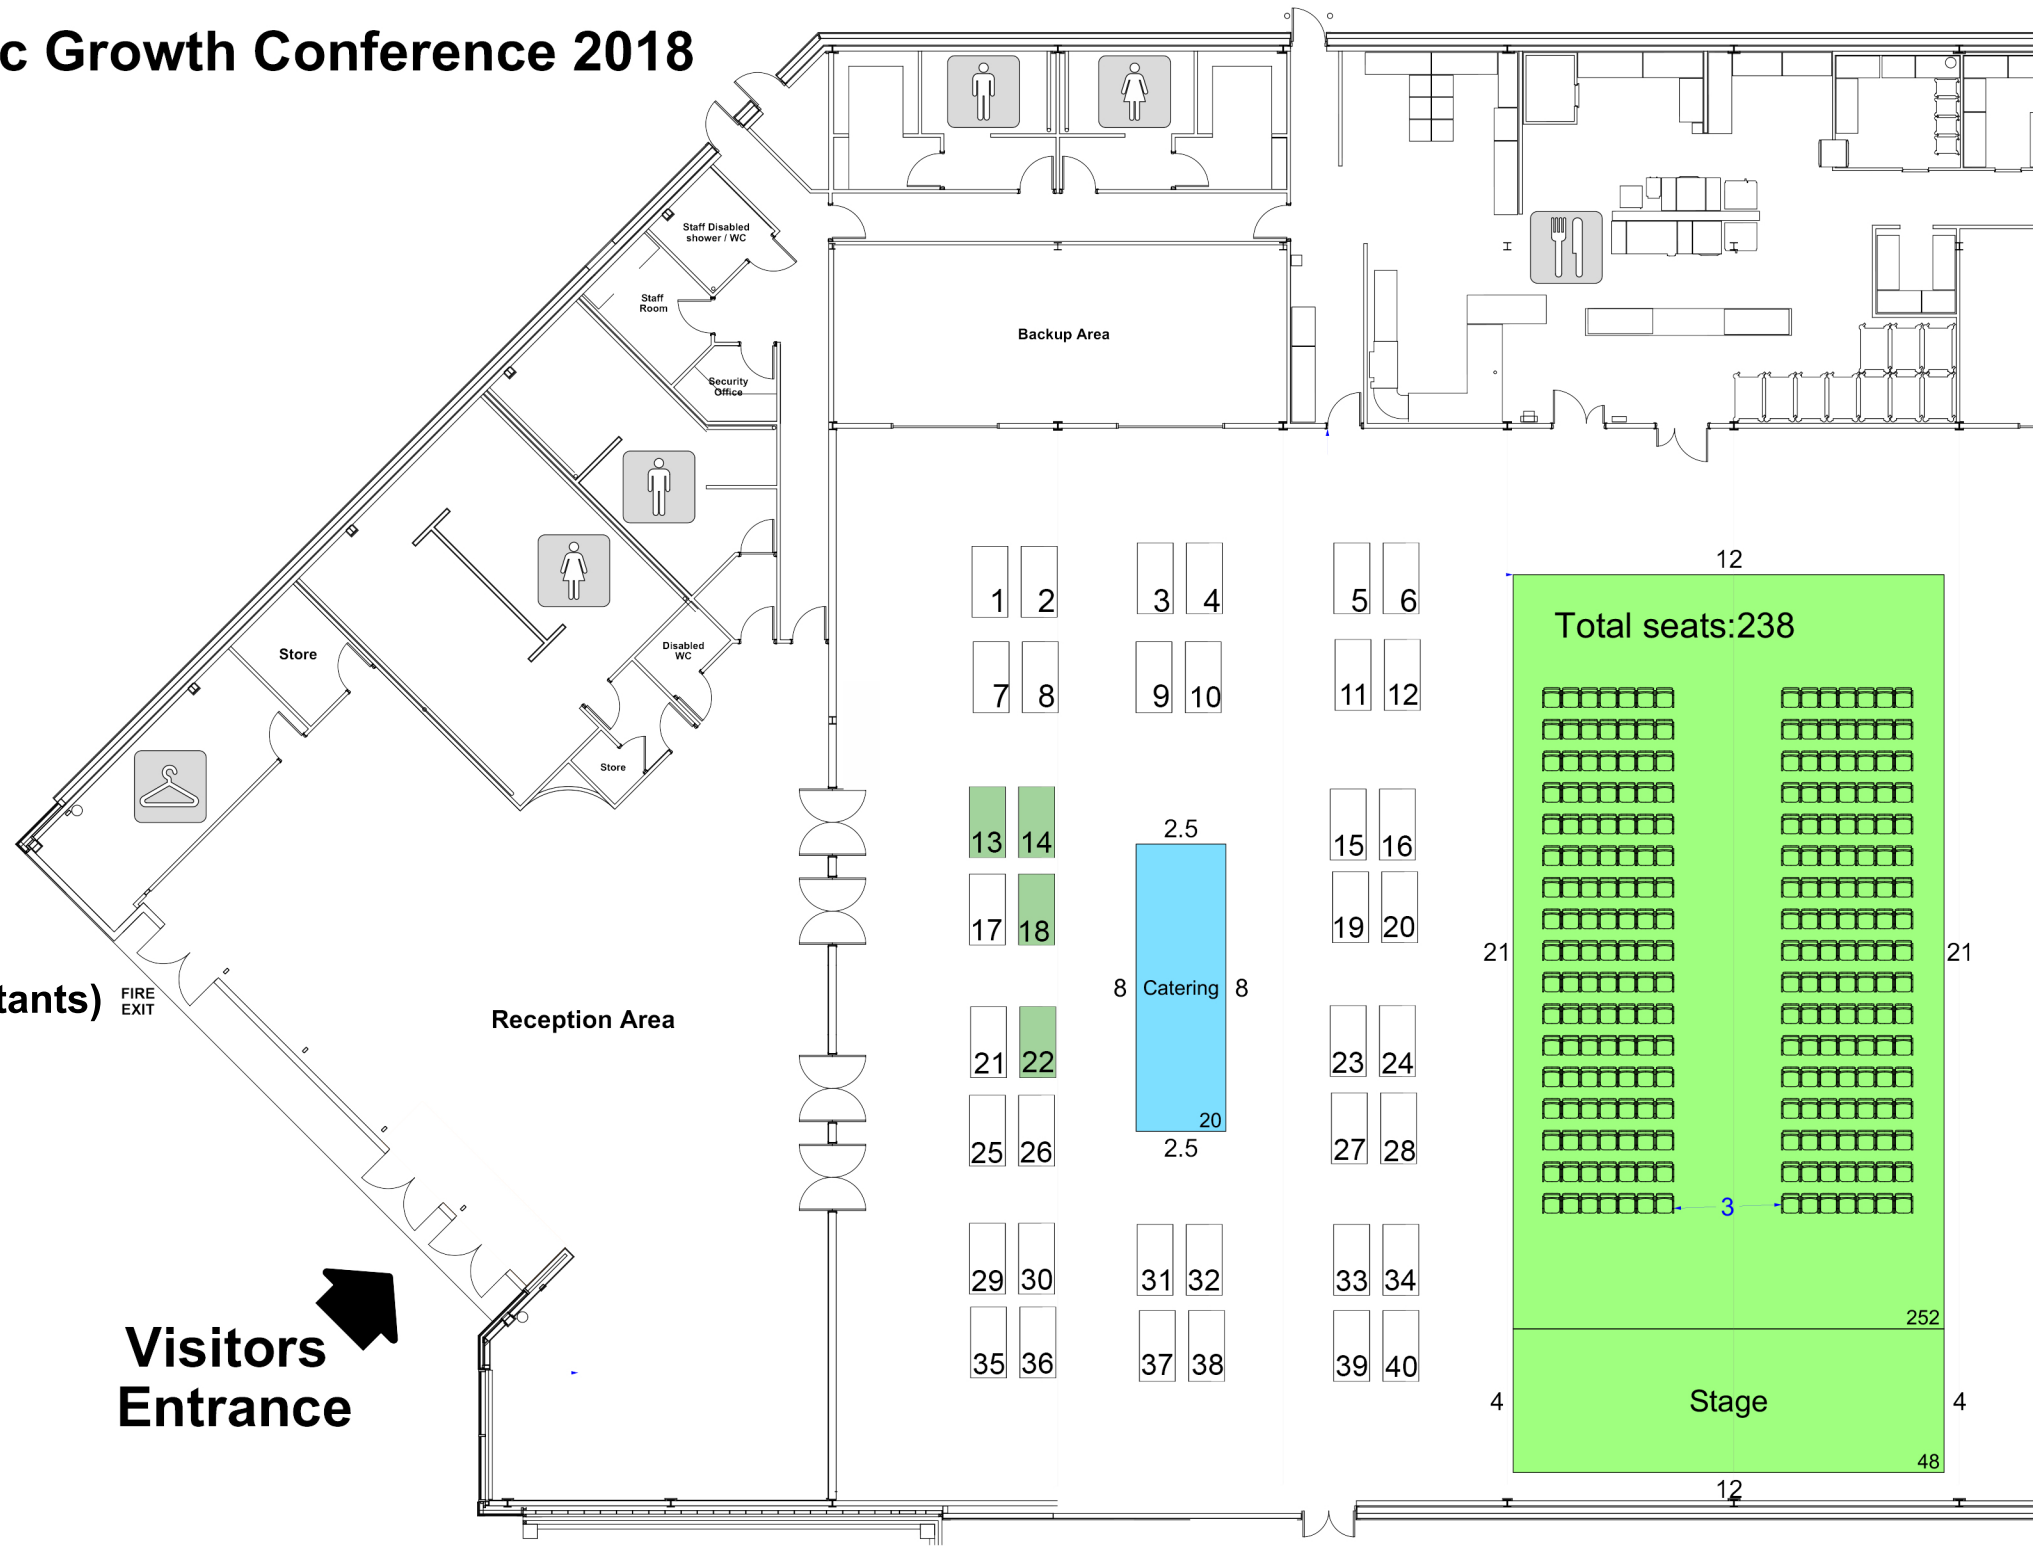 c Growth Conference 2018
Staff Disabled
shower / WC
Staff
Room
Security
Office
Backup Area
Disabled
WC
Store
Store
tants)
FIRE
EXIT
Reception Area
Visitors
Entrance
1 2 3 4 5 6
7 8 9 10 11 12
13 14 15 16
17 18 19 20
21 22 23 24
25 26 27 28
29 30 31 32 33 34
35 36 37 38 39 40
2.5
8 Catering 8
20
2.5
12
Total seats:238
21 21
3
252
4 Stage 4
48
12